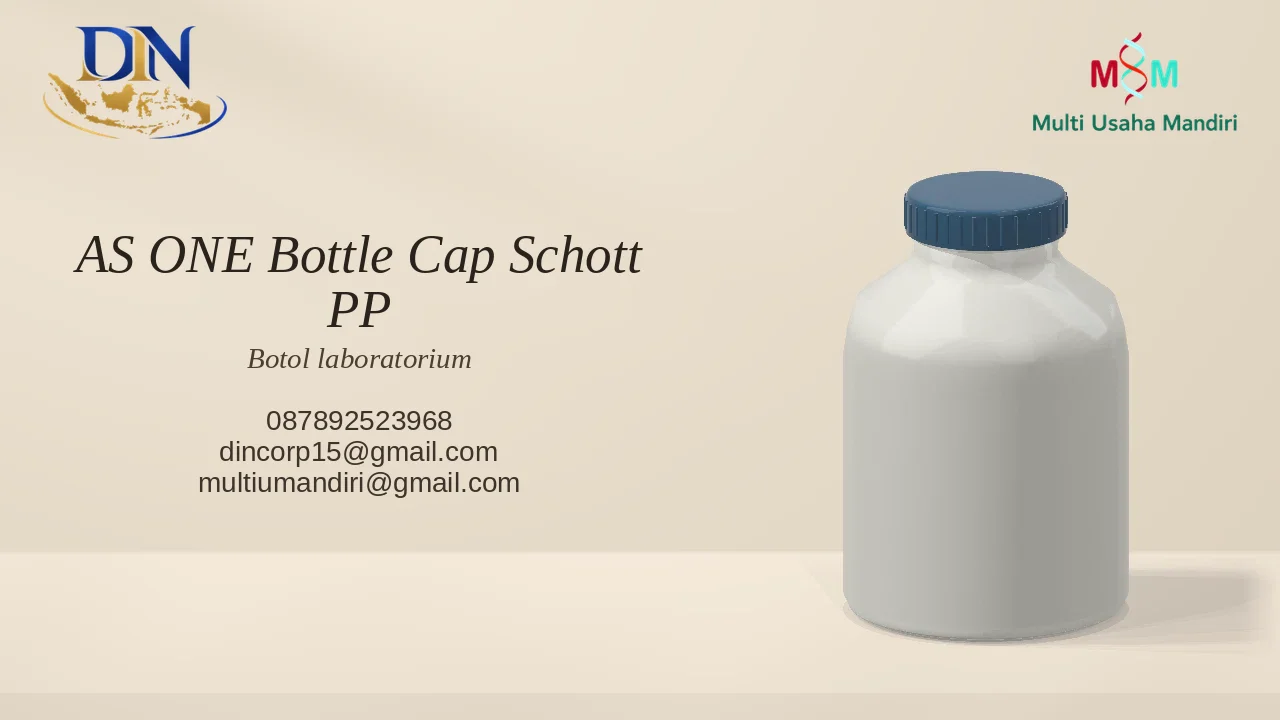 DN
MM
Multi Usaha Mandiri
AS ONE Bottle Cap Schott
PP
Botol laboratorium
087892523968
dincorp15@gmail.com
multiumandiri@gmail.com